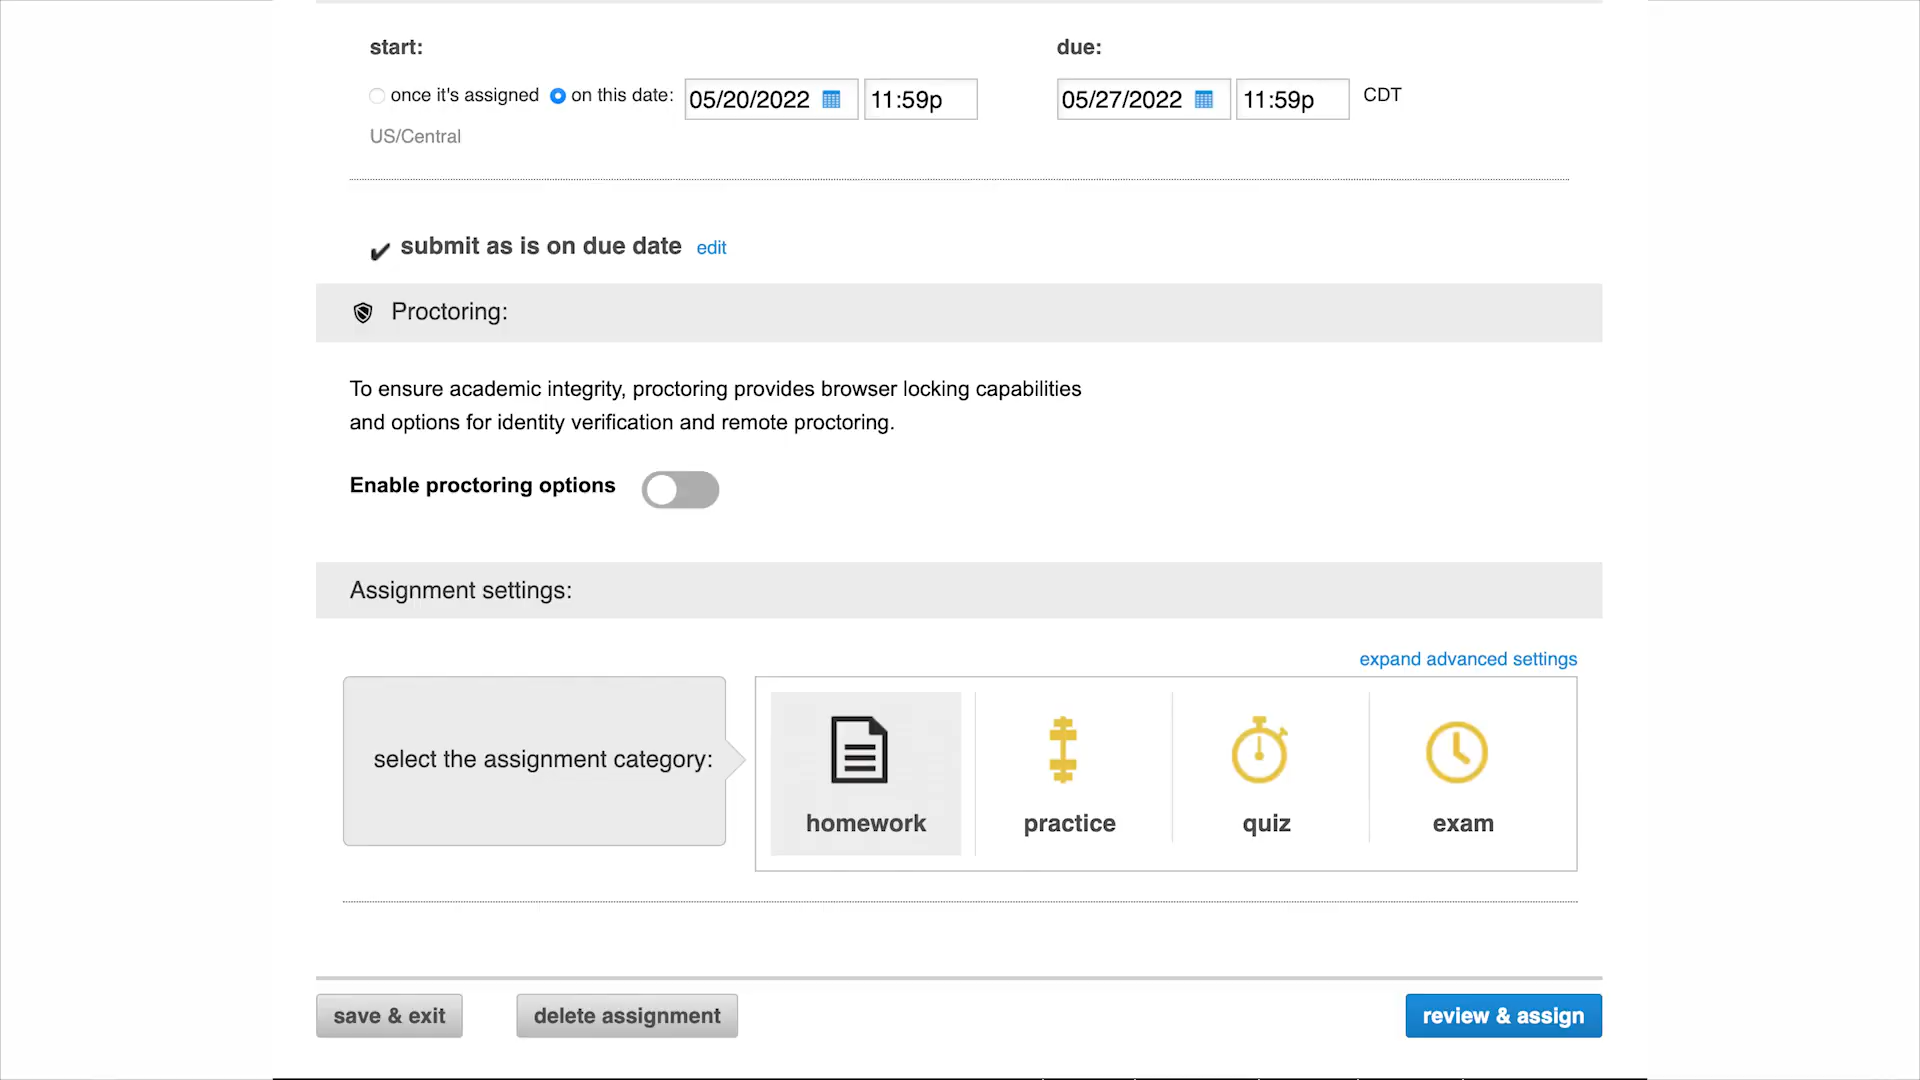 start:
due:
once it's assigned on this date: 05/20/2022 11:59p 05/27/2022 11:59p CDT
US/Central
submit as is on due date edit
Proctoring:
To ensure academic integrity, proctoring provides browser locking capabilities
and options for identity verification and remote proctoring.
Enable proctoring options
Assignment settings:
expand advanced settings
select the assignment category:
homework practice quiz exam
save & exit delete assignment review & assign